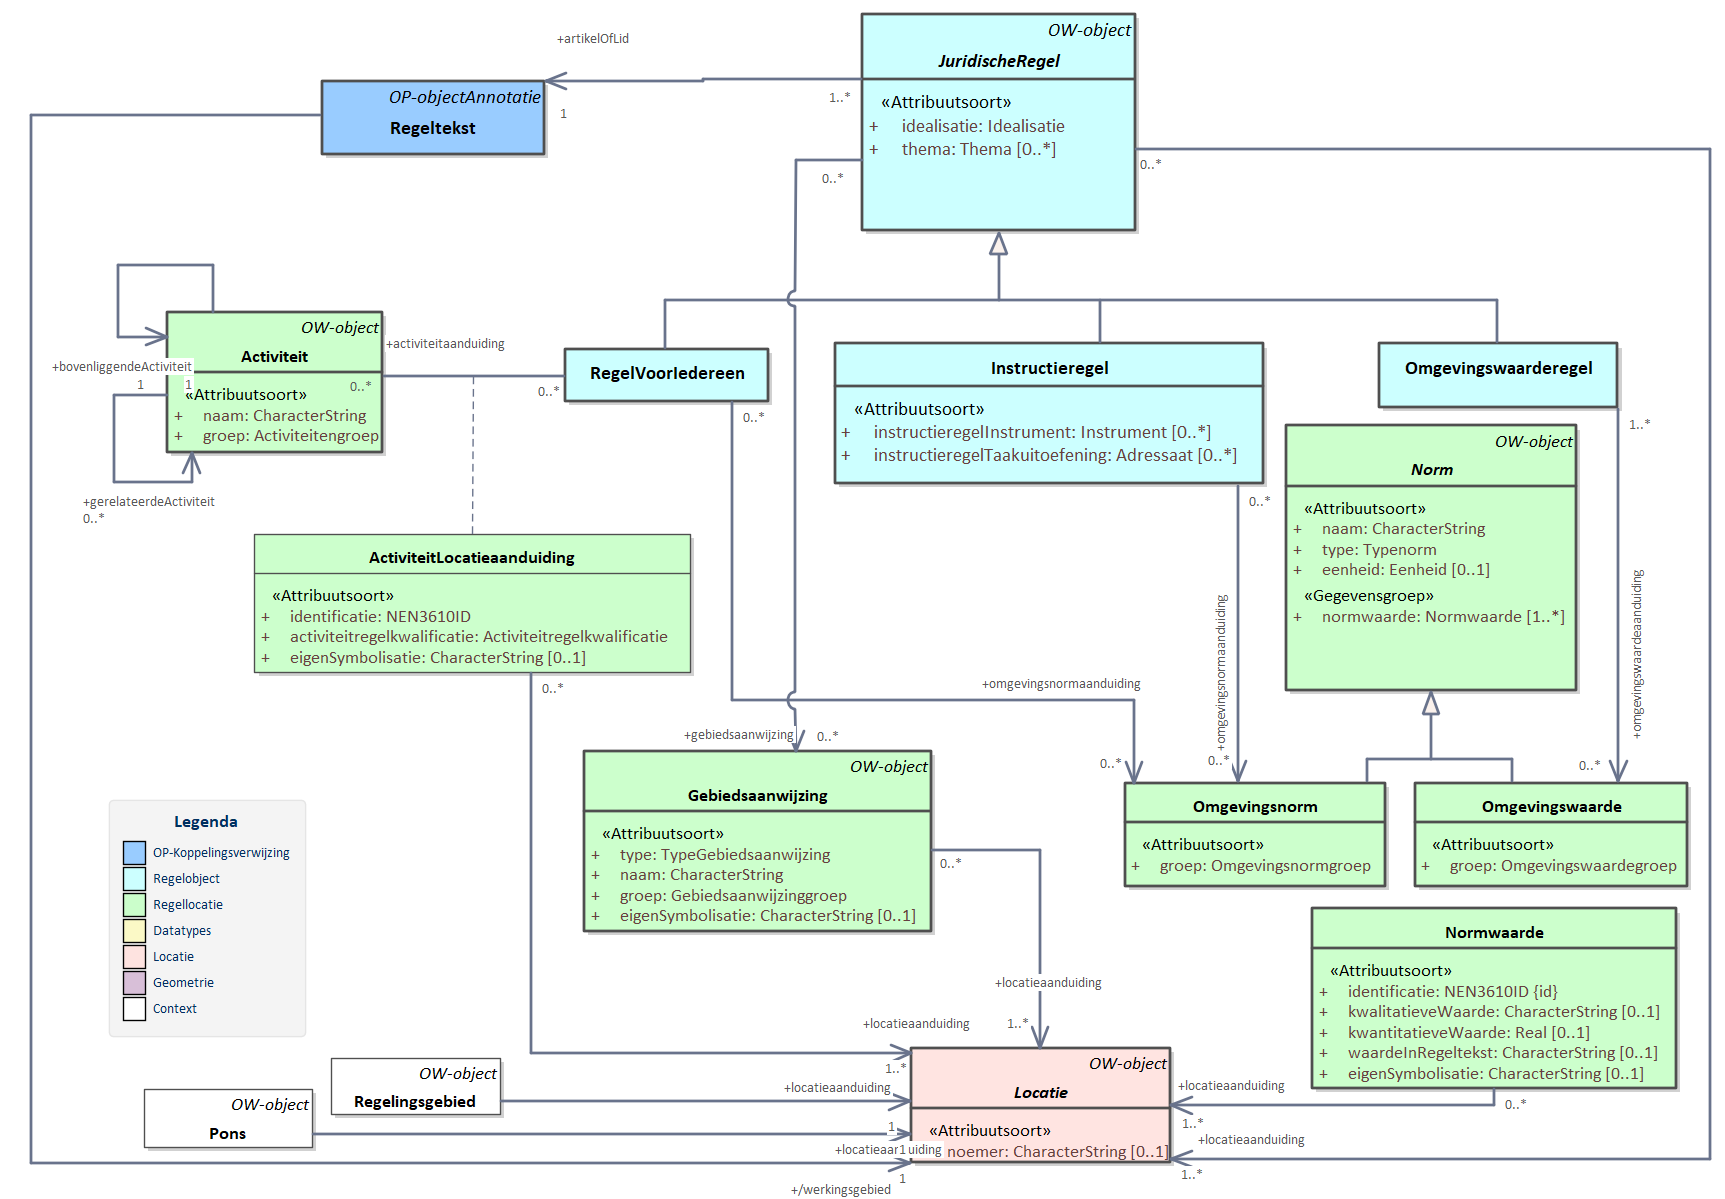 OW-object
JuridischeRegel
«Attribuutsoort»
+ idealisatie: Idealisatie
+ thema: Thema [0..*]
+artikelOfLid
1..*
1
OP-objectAnnotatie
Regeltekst
0..*
0..*
OW-object
Activiteit
«Attribuutsoort»
+ naam: CharacterString
+ groep: Activiteitengroep
+bovenliggendeActiviteit
1
1
+gerelateerdeActiviteit
0..*
+activiteitaanduiding
0..*
0..*
RegelVoorIedereen
0..*
Instructieregel
«Attribuutsoort»
+ instructieregelInstrument: Instrument [0..*]
+ instructieregelTaakuitoefening: Adressaat [0..*]
0..*
Omgevingswaarderegel
1..*
OW-object
Norm
«Attribuutsoort»
+ naam: CharacterString
+ type: Typenorm
+ eenheid: Eenheid [0..1]
«Gegevensgroep»
+ normwaarde: Normwaarde [1..*]
ActiviteitLocatieaanduiding
«Attribuutsoort»
+ identificatie: NEN3610ID
+ activiteitregelkwalificatie: Activiteitregelkwalificatie
+ eigenSymbolisatie: CharacterString [0..1]
0..*
+omgevingsnormaanduiding
0..*
+omgevingsnormaanduiding
0..*
+omgevingswaardeaanduiding
0..*
+gebiedsaanwijzing
0..*
OW-object
Gebiedsaanwijzing
«Attribuutsoort»
+ type: TypeGebiedsaanwijzing
+ naam: CharacterString
+ groep: Gebiedsaanwijzinggroep
+ eigenSymbolisatie: CharacterString [0..1]
0..*
Omgevingsnorm
«Attribuutsoort»
+ groep: Omgevingsnormgroep
Omgevingswaarde
«Attribuutsoort»
+ groep: Omgevingswaardegroep
Normwaarde
«Attribuutsoort»
+ identificatie: NEN3610ID {id}
+ kwalitatieveWaarde: CharacterString [0..1]
+ kwantitatieveWaarde: Real [0..1]
+ waardeInRegeltekst: CharacterString [0..1]
+ eigenSymbolisatie: CharacterString [0..1]
0..*
Legenda
OP-Koppelingsverwijzing
Regelobject
Regellocatie
Datatypes
Locatie
Geometrie
Context
+locatieaanduiding
1..*
+locatieaanduiding
1..*
OW-object
Regelingsgebied
+locatieaanduiding
1
OW-object
Pons
+locatieaanduiding
1
OW-object
Locatie
«Attribuutsoort»
noemer: CharacterString [0..1]
+locatieaanduiding
1..*
+locatieaanduiding
1..*
+/werkingsgebied
1